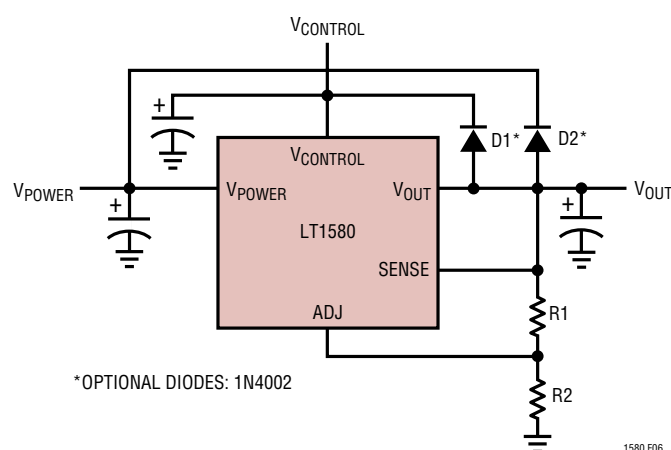 VCONTROL
+
D1*
D2*
VCONTROL
VPOWER
VPOWER
VOUT
VOUT
+
+
LT1580
SENSE
ADJ
R1
*OPTIONAL DIODES: 1N4002
R2
1580 F06